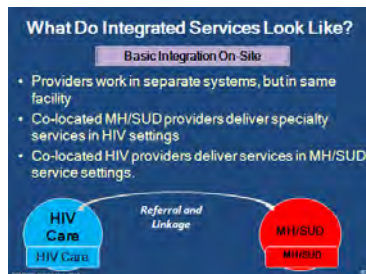 What Do Integrated Services Look Like?
Basic Integration On-Site
• Providers work in separate systems, but in same
facility
• Co-located MH/SUD providers deliver specialty
services in HIV settings
• Co-located HIV providers deliver services in MH/SUD
service settings.
Referral and
Linkage
HIV
Care
HIV Care
MH/SUD
MH/SUD